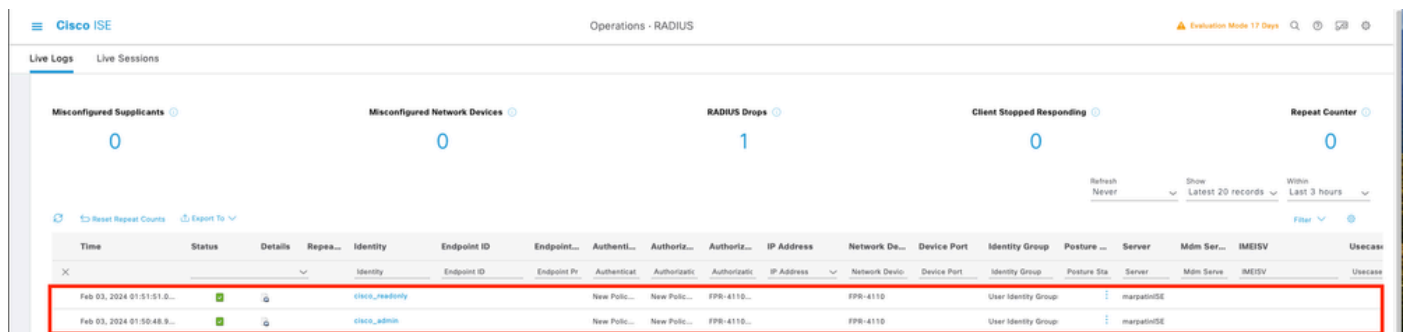 Cisco ISE
Operations - RADIUS
Evaluation Mode 17 Days
Live Logs Live Sessions
Misconfigured Supplicants Misconfigured Network Devices RADIUS Drops Client Stopped Responding Repeat Counter
0 0 1 0 0
Refresh Show Within
Never Latest 20 records Last 3 hours
Reset Repeat Counts Export To Filter
Time Status Details Repea... Identity Endpoint ID Endpoint... Authenti... Authoriz... Authoriz... IP Address Network De... Device Port Identity Group Posture ... Server Mdm Ser... IMEISV Usecase
Identity Endpoint ID Endpoint Pr Authenticat Authorizatic Authorizatic IP Address Network Devic Device Port Identity Group Posture Sta Server Mdm Serve IMEISV Usecase
Feb 03, 2024 01:51:51.0... cisco_readonly New Polic... New Polic... FPR-4110... FPR-4110 User Identity Group: marpatinISE
Feb 03, 2024 01:50:48.9... cisco_admin New Polic... New Polic... FPR-4110... FPR-4110 User Identity Group: marpatinISE